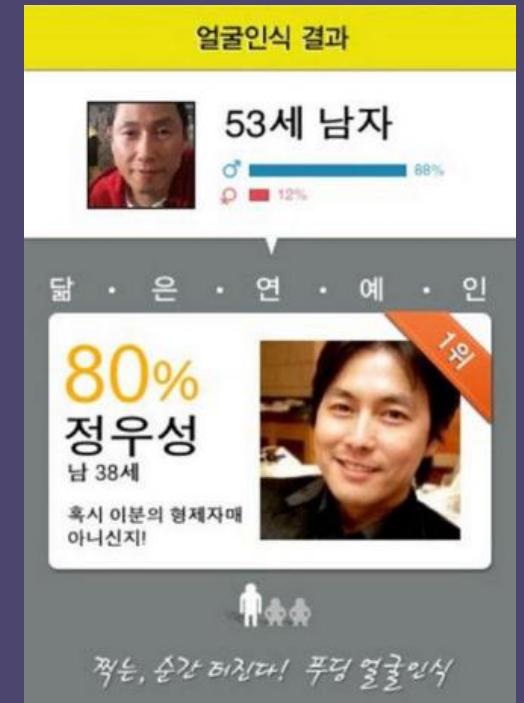 얼굴인식 결과
53세 남자
♂ 88%
♀ 12%
닮 · 은 · 연 · 예 · 인
1위
80%
정우성
남 38세
혹시 이분의 형제자매
아니신지!
찍는, 순간 터진다! 푸딩 얼굴인식